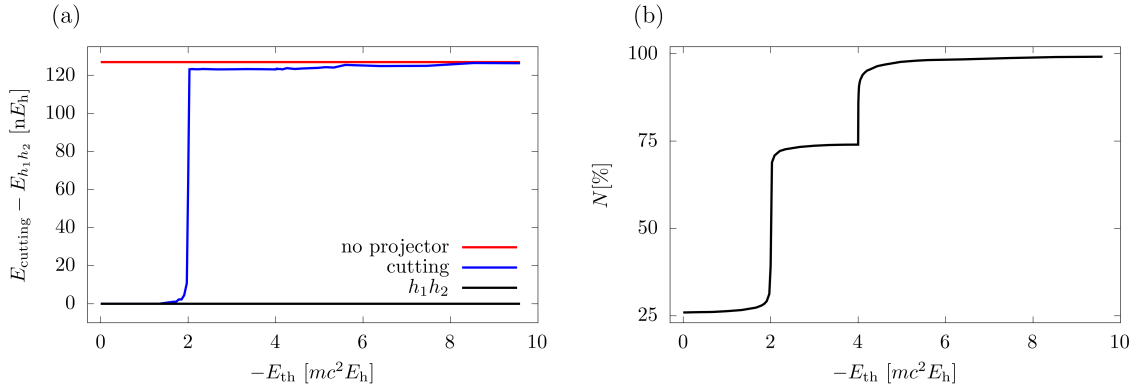 (a)
E_cutting − E_{h₁h₂} [nE_h]
120
100
80
60
40
20
0
no projector
cutting
h₁h₂
0 2 4 6 8 10
−E_th [mc²E_h]
(b)
N[%]
100
75
50
25
0 2 4 6 8 10
−E_th [mc²E_h]